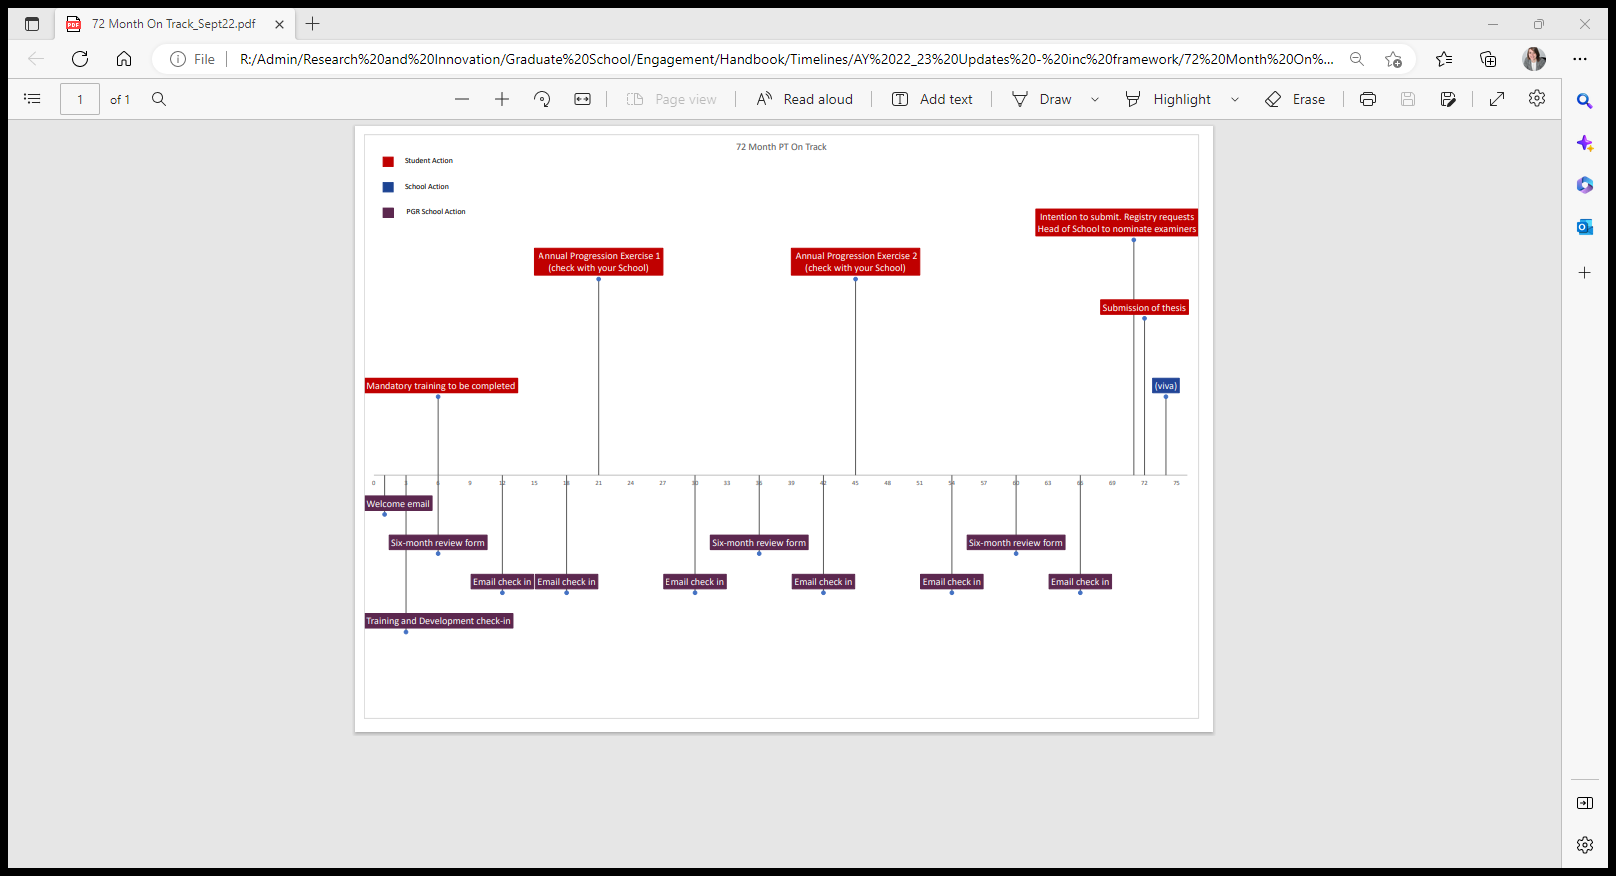 72 Month On Track_Sept22.pdf
File
R:/Admin/Research%20and%20Innovation/Graduate%20School/Engagement/Handbook/Timelines/AY%2022_23%20Updates%20-%20inc%20framework/72%20Month%20On%...
1 of 1
Page view
Read aloud
Add text
Draw
Highlight
Erase
72 Month PT On Track
Student Action
School Action
PGR School Action
Intention to submit. Registry requests
Head of School to nominate examiners
Annual Progression Exercise 1
(check with your School)
Annual Progression Exercise 2
(check with your School)
Submission of thesis
Mandatory training to be completed
(viva)
0 3 6 9 12 15 18 21 24 27 30 33 36 39 42 45 48 51 54 57 60 63 66 69 72 75
Welcome email
Six-month review form
Six-month review form
Six-month review form
Email check in
Email check in
Email check in
Email check in
Email check in
Email check in
Training and Development check-in